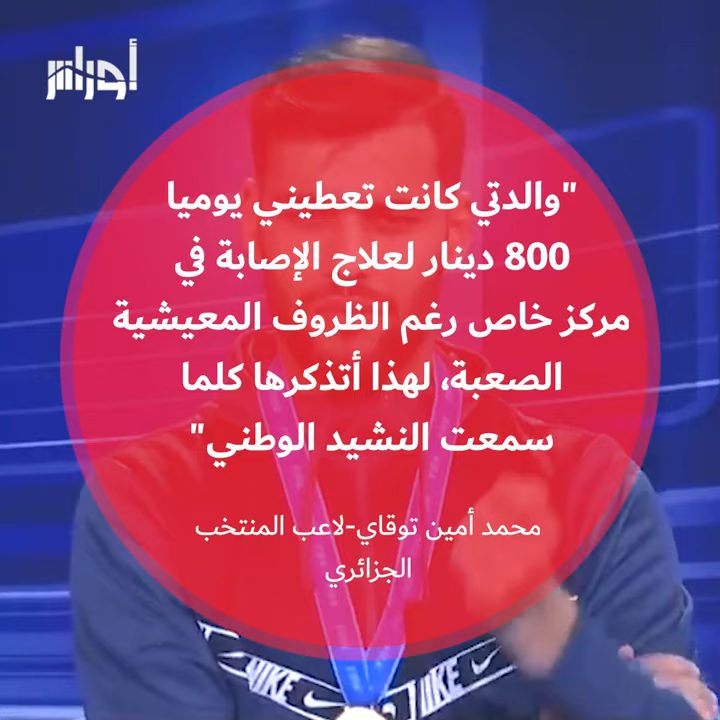 أوراس
"والدتي كانت تعطيني يوميا
800 دينار لعلاج الإصابة في
مركز خاص رغم الظروف المعيشية
الصعبة، لهذا أتذكرها كلما
سمعت النشيد الوطني"
محمد أمين توقاي-لاعب المنتخب
الجزائري
NIKE NIKE